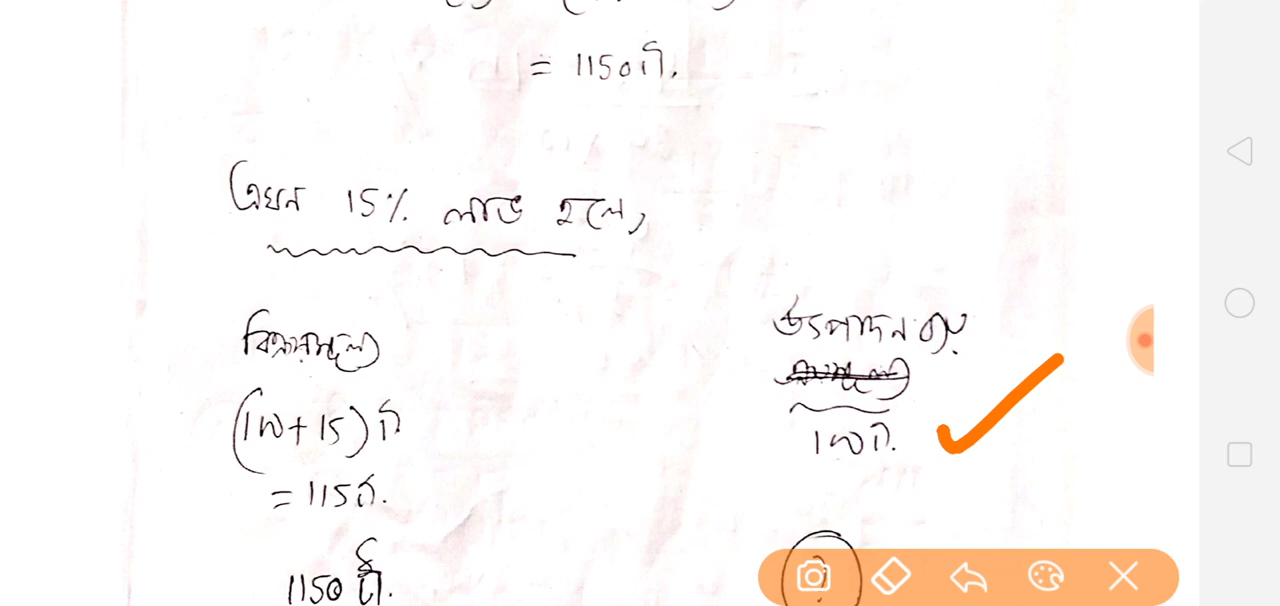 = 1150 টা.
এখন 15% লাভ হলে,
বিক্রয়মূল্য
উৎপাদন ব্যয়
(100+15) টা
100 টা.
= 115 টা.
1150 টা.
?